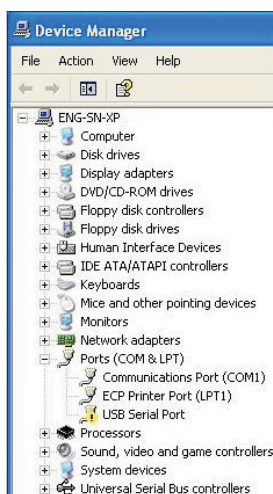 Device Manager
File Action View Help
ENG-SN-XP
Computer
Disk drives
Display adapters
DVD/CD-ROM drives
Floppy disk controllers
Floppy disk drives
Human Interface Devices
IDE ATA/ATAPI controllers
Keyboards
Mice and other pointing devices
Monitors
Network adapters
Ports (COM & LPT)
Communications Port (COM1)
ECP Printer Port (LPT1)
USB Serial Port
Processors
Sound, video and game controllers
System devices
Universal Serial Bus controllers